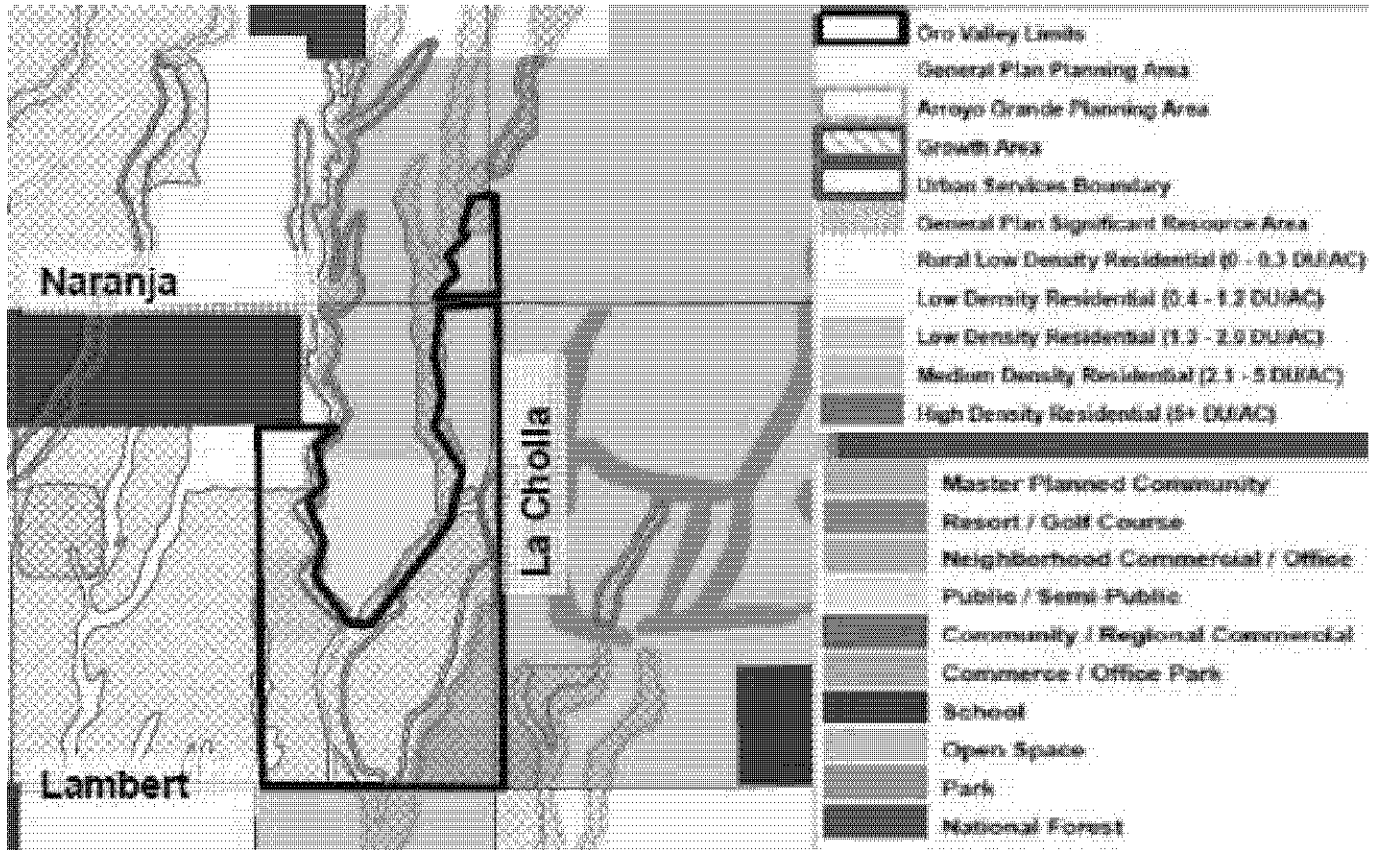 Naranja
La Cholla
Lambert
Oro Valley Limits
General Plan Planning Area
Arroyo Grande Planning Area
Growth Area
Urban Services Boundary
General Plan Significant Resource Area
Rural Low Density Residential (0 - 0.3 DU/AC)
Low Density Residential (0.4 - 1.2 DU/AC)
Low Density Residential (1.3 - 2.0 DU/AC)
Medium Density Residential (2.1 - 5 DU/AC)
High Density Residential (5+ DU/AC)
Master Planned Community
Resort / Golf Course
Neighborhood Commercial / Office
Public / Semi-Public
Community / Regional Commercial
Commerce / Office Park
School
Open Space
Park
National Forest